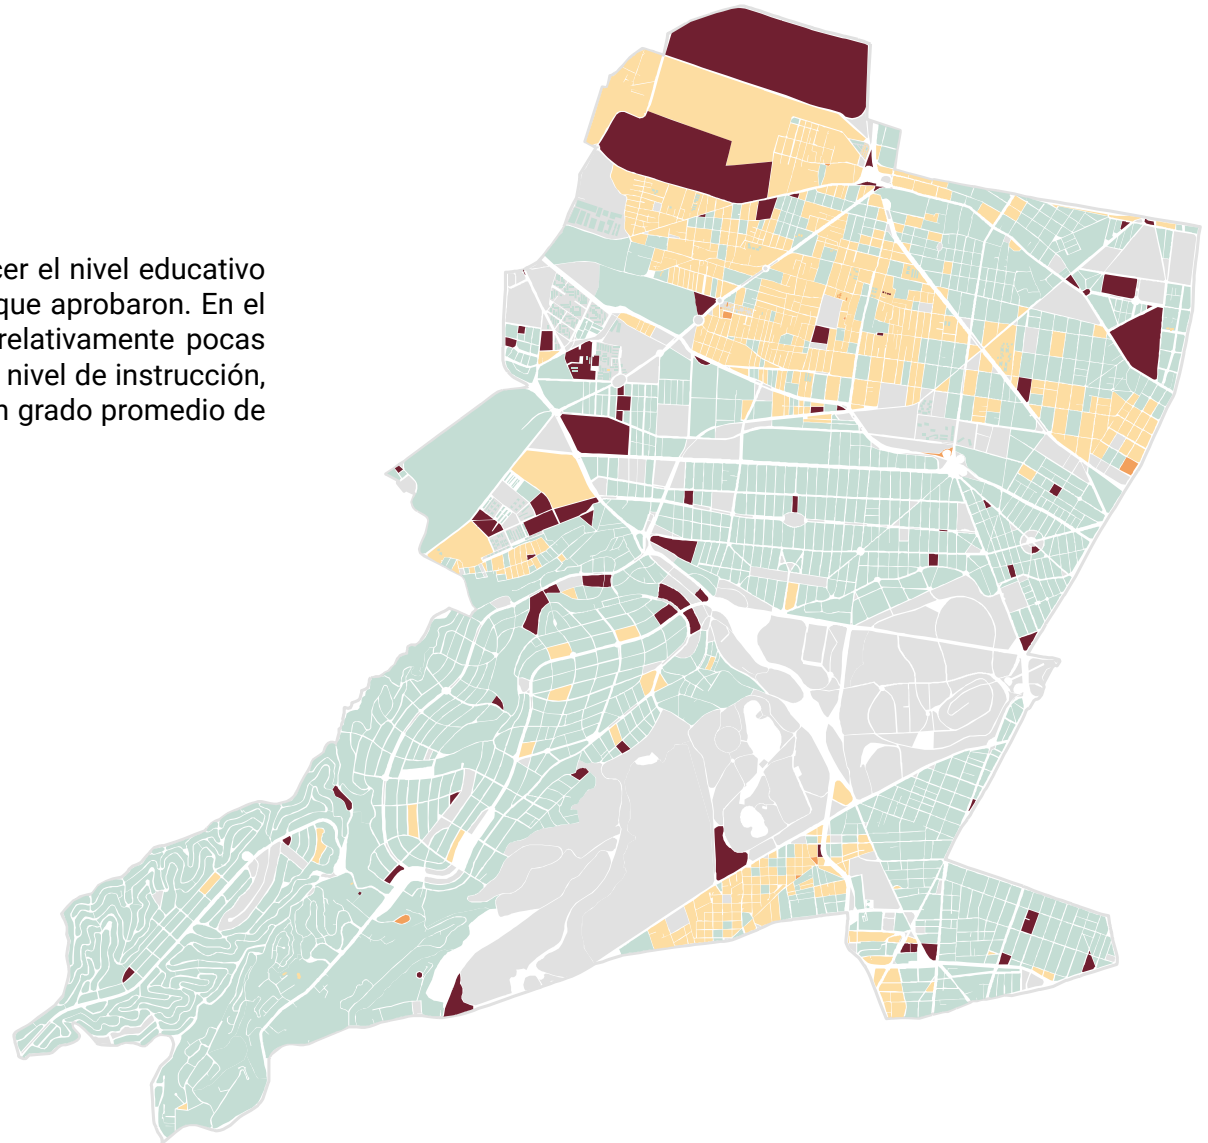 cer el nivel educativo
que aprobaron. En el
relativamente pocas
nivel de instrucción,
n grado promedio de